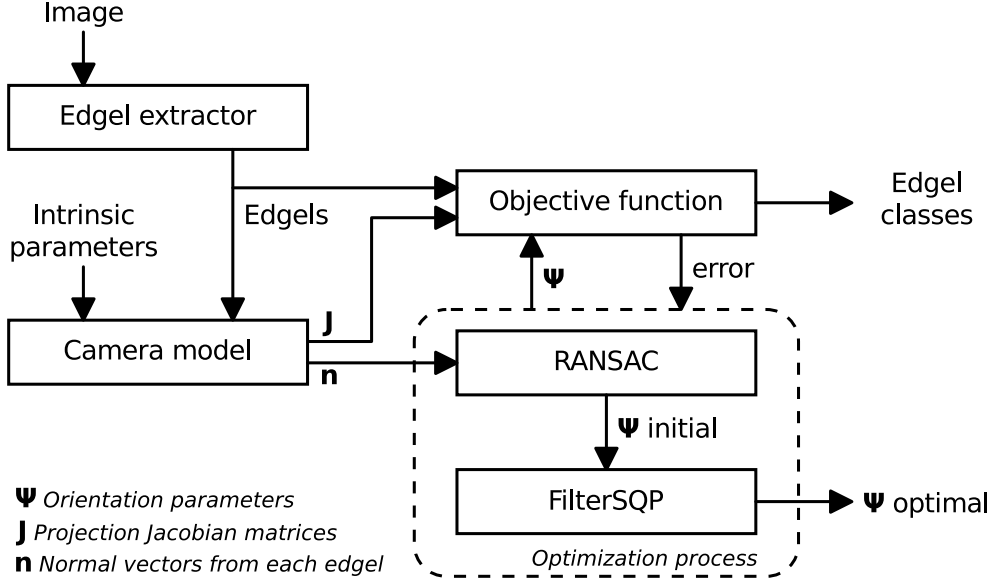 Image
Edgel extractor
Edgels
Intrinsic
parameters
Camera model
J
n
Objective function
Edgel
classes
Ψ
error
RANSAC
Ψ initial
FilterSQP
Ψ optimal
Optimization process
Ψ Orientation parameters
J Projection Jacobian matrices
n Normal vectors from each edgel